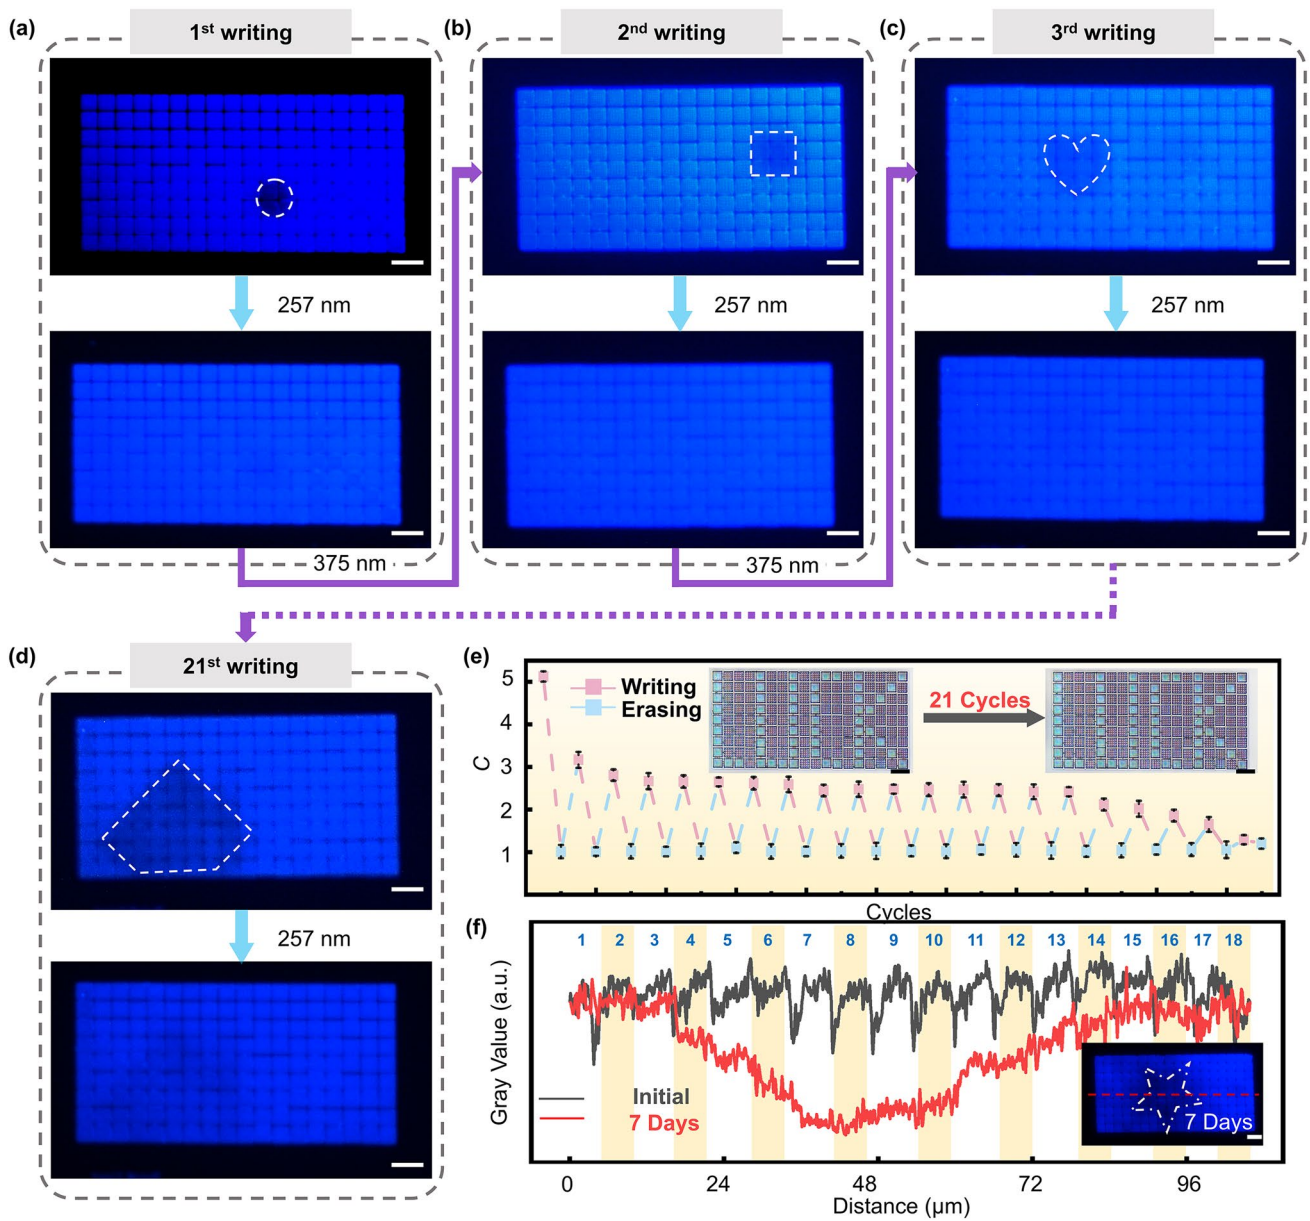 (a)
1st writing
257 nm
375 nm
(b)
2nd writing
257 nm
375 nm
(c)
3rd writing
257 nm
(d)
21st writing
257 nm
(e)
5
4
3
2
1
C
Writing
Erasing
21 Cycles
Cycles
(f)
1 2 3 4 5 6 7 8 9 10 11 12 13 14 15 16 17 18
Gray Value (a.u.)
Initial
7 Days
7 Days
0 24 48 72 96
Distance (μm)